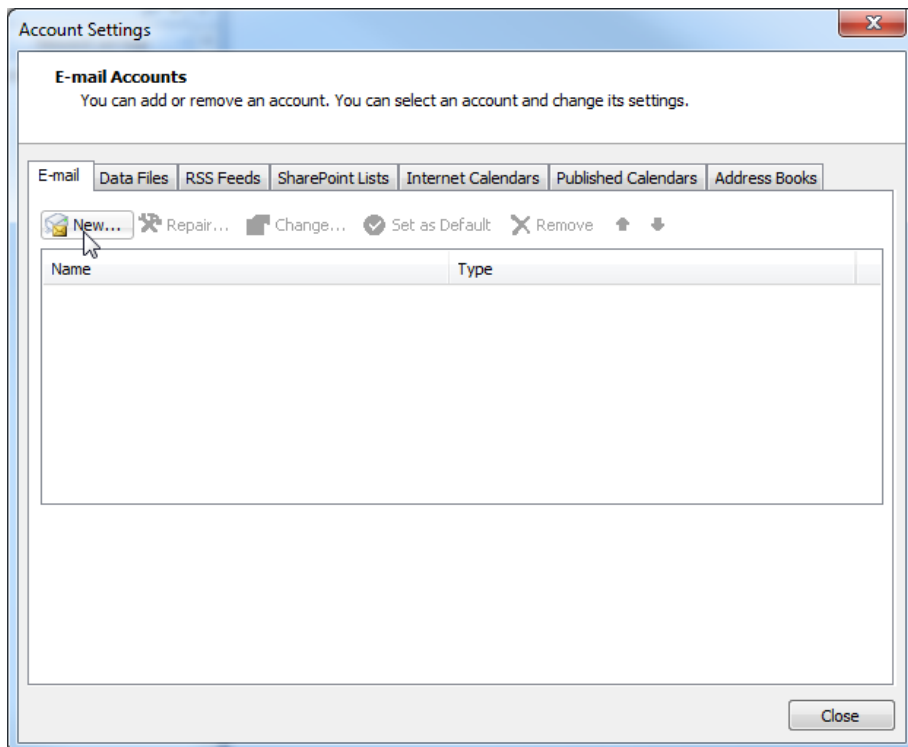 Account Settings
E-mail Accounts
You can add or remove an account. You can select an account and change its settings.
E-mail Data Files RSS Feeds SharePoint Lists Internet Calendars Published Calendars Address Books
New... Repair... Change... Set as Default Remove
Name Type
Close